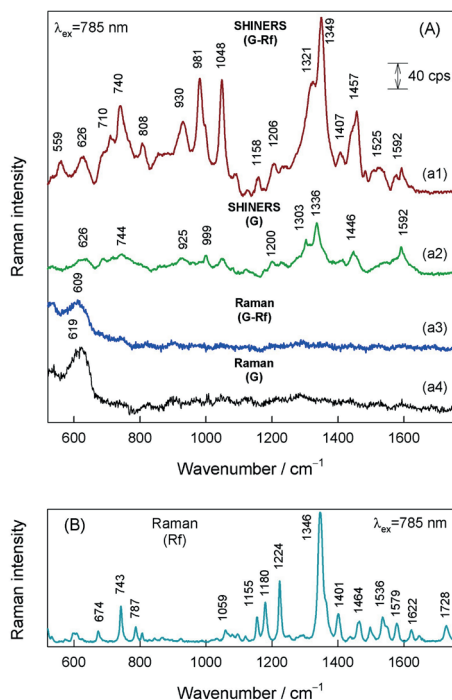 λex=785 nm
SHINERS
(G-Rf)
(A)
40 cps
559
626
710
740
808
930
981
1048
1158
1206
1321
1349
1407
1457
1525
1592
(a1)
SHINERS
(G)
626
744
925
999
1200
1303
1336
1446
1592
(a2)
609
Raman
(G-Rf)
(a3)
619
Raman
(G)
(a4)
Raman intensity
600 800 1000 1200 1400 1600
Wavenumber / cm⁻¹
(B)
Raman
(Rf)
λex=785 nm
674
743
787
1059
1155
1180
1224
1346
1401
1464
1536
1579
1622
1728
Raman intensity
600 800 1000 1200 1400 1600
Wavenumber / cm⁻¹